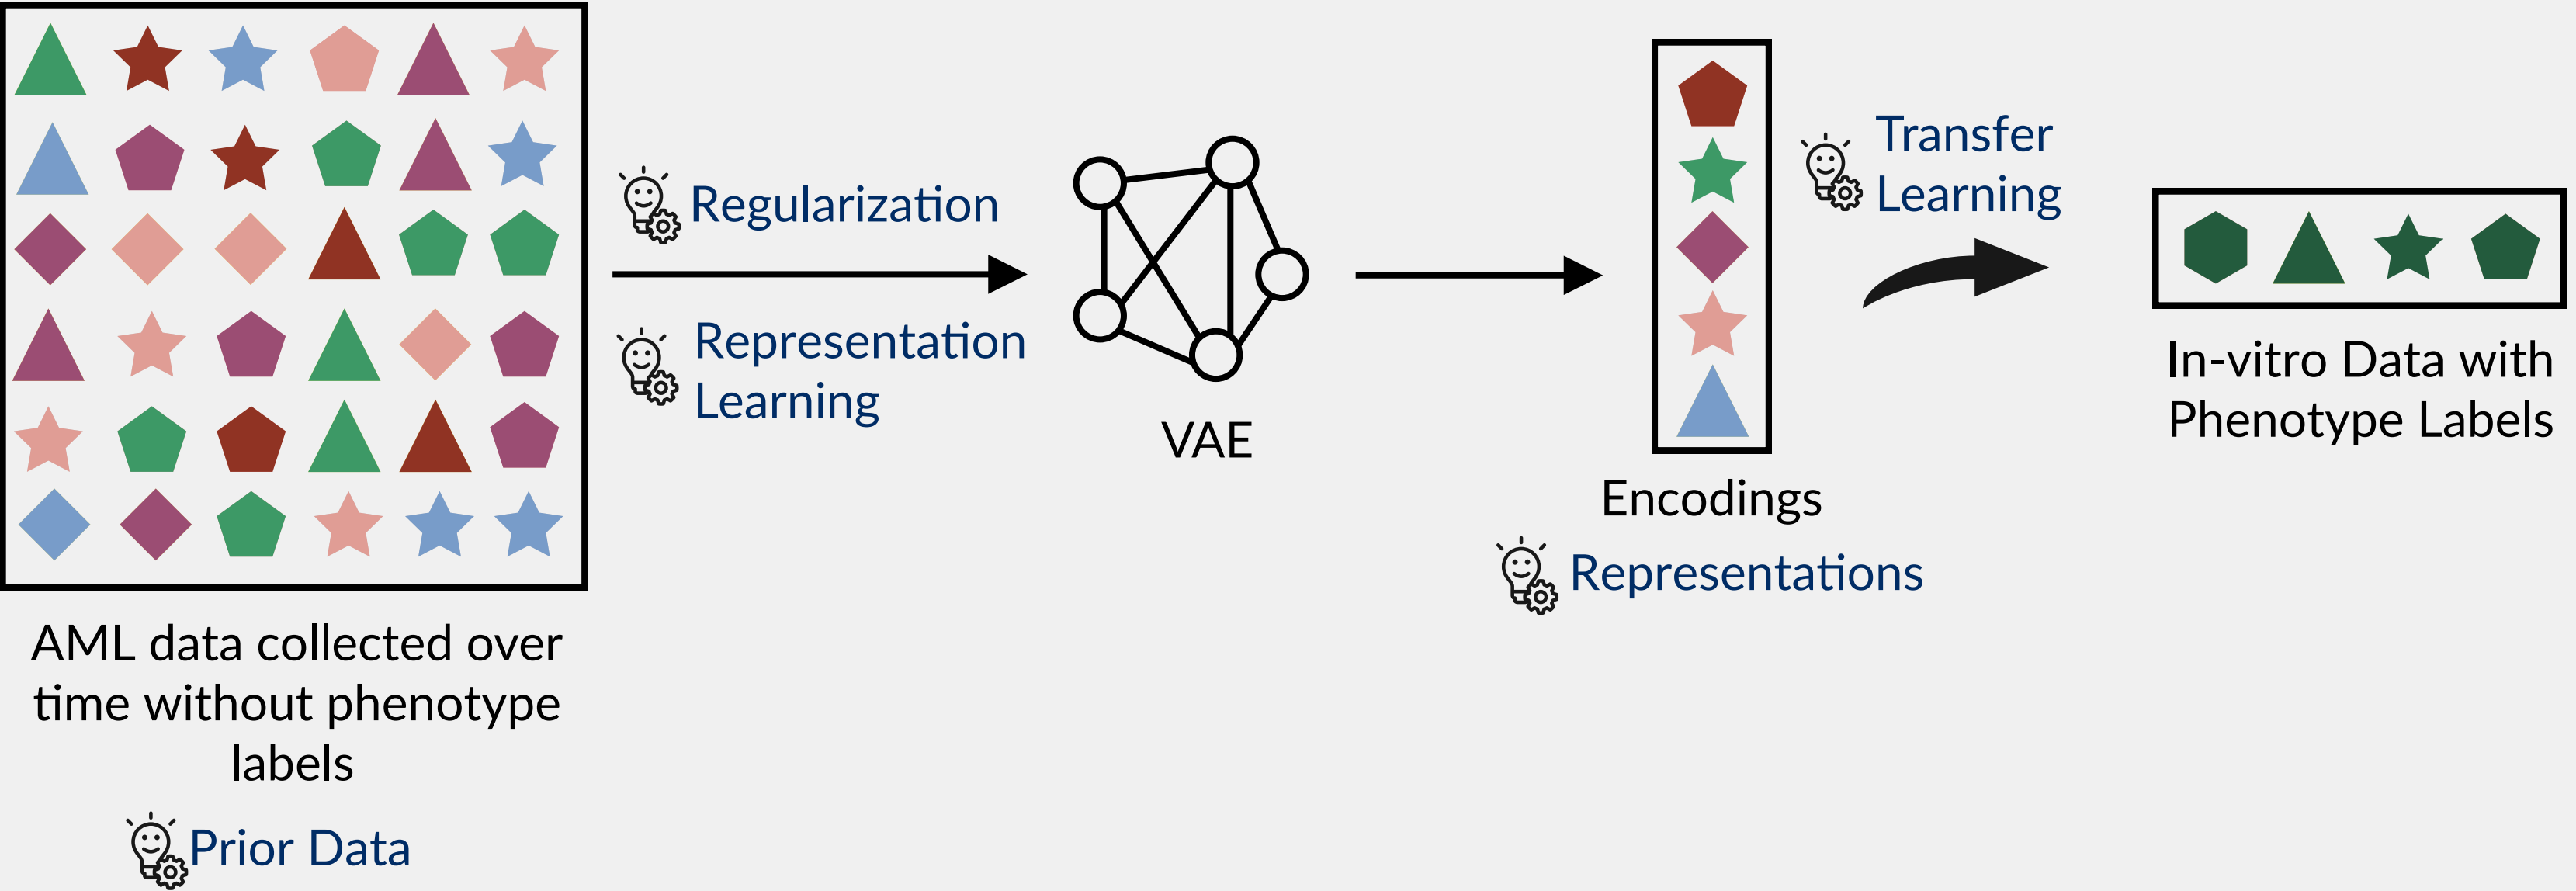 AML data collected over
time without phenotype
labels
Prior Data
Regularization
Representation
Learning
VAE
Encodings
Representations
Transfer
Learning
In-vitro Data with
Phenotype Labels